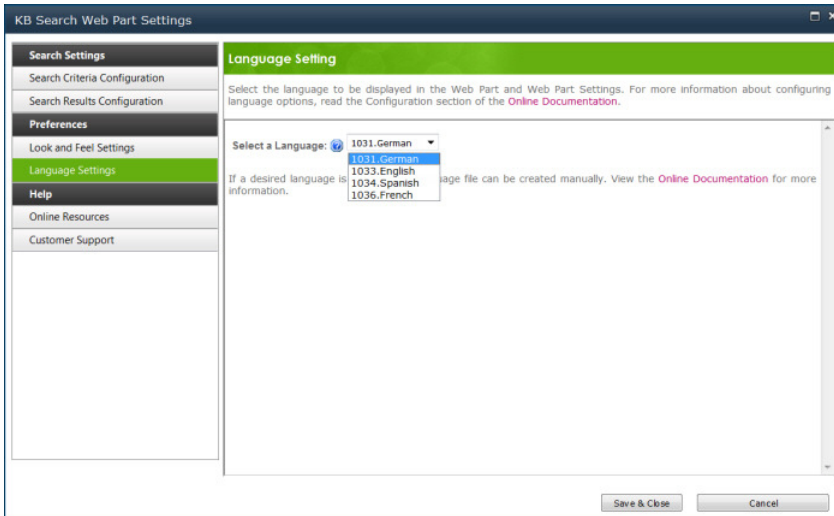 KB Search Web Part Settings
Search Settings
Search Criteria Configuration
Search Results Configuration
Preferences
Look and Feel Settings
Language Settings
Help
Online Resources
Customer Support
Language Setting
Select the language to be displayed in the Web Part and Web Part Settings. For more information about configuring
language options, read the Configuration section of the Online Documentation.
Select a Language: 1031.German
1031.German
1033.English
1034.Spanish
1036.French
If a desired language is file can be created manually. View the Online Documentation for more
information.
Save & Close
Cancel